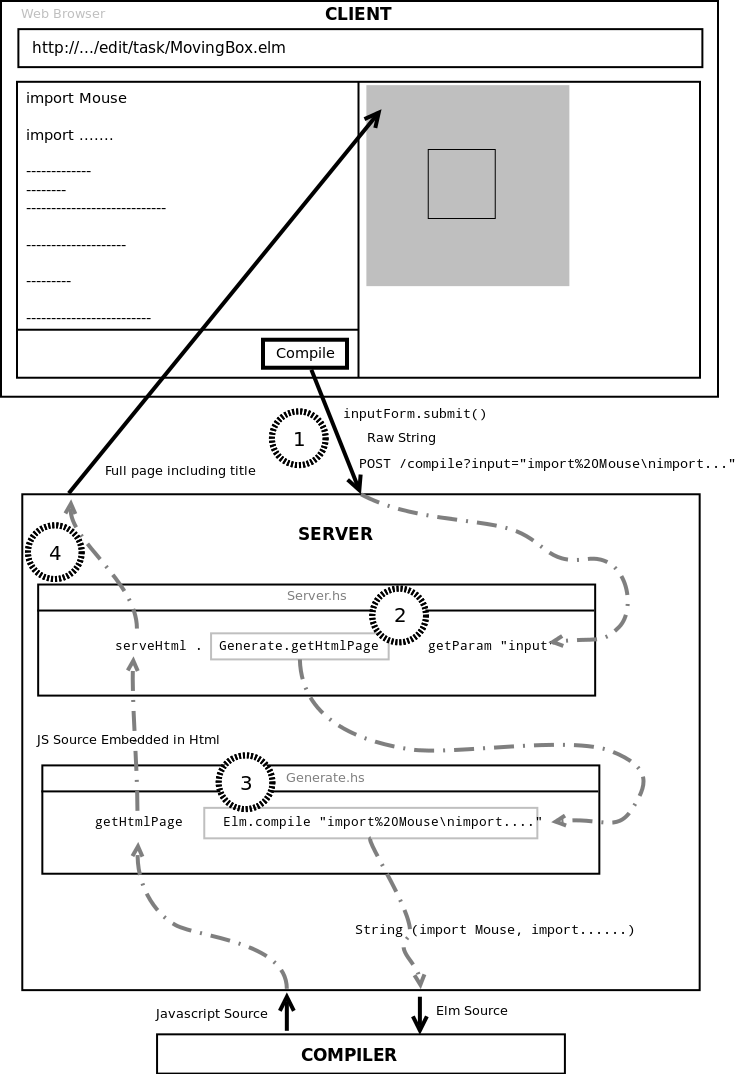 Web Browser
CLIENT
http://.../edit/task/MovingBox.elm
import Mouse
import .......
-------------
--------
----------------------------
--------------------
---------
-------------------------
Compile
1
inputForm.submit()
Raw String
POST /compile?input="import%20Mouse\nimport..."
Full page including title
SERVER
4
Server.hs
2
serveHtml . Generate.getHtmlPage getParam "input"
JS Source Embedded in Html
3
Generate.hs
getHtmlPage Elm.compile "import%20Mouse\nimport...."
String (import Mouse, import......)
Javascript Source
Elm Source
COMPILER